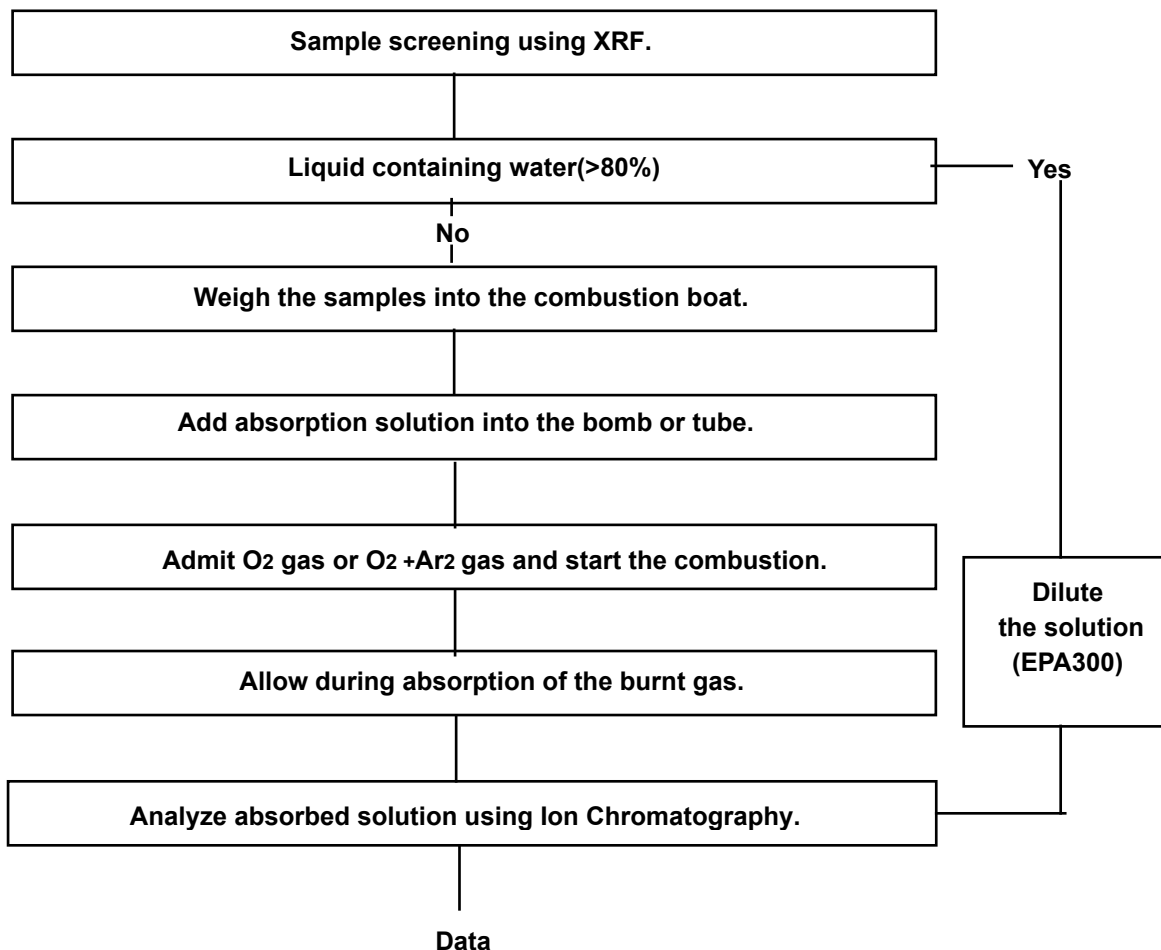 Sample screening using XRF.
Liquid containing water(>80%)
Yes
No
Weigh the samples into the combustion boat.
Add absorption solution into the bomb or tube.
Admit O2 gas or O2 +Ar2 gas and start the combustion.
Dilute
the solution
(EPA300)
Allow during absorption of the burnt gas.
Analyze absorbed solution using Ion Chromatography.
Data